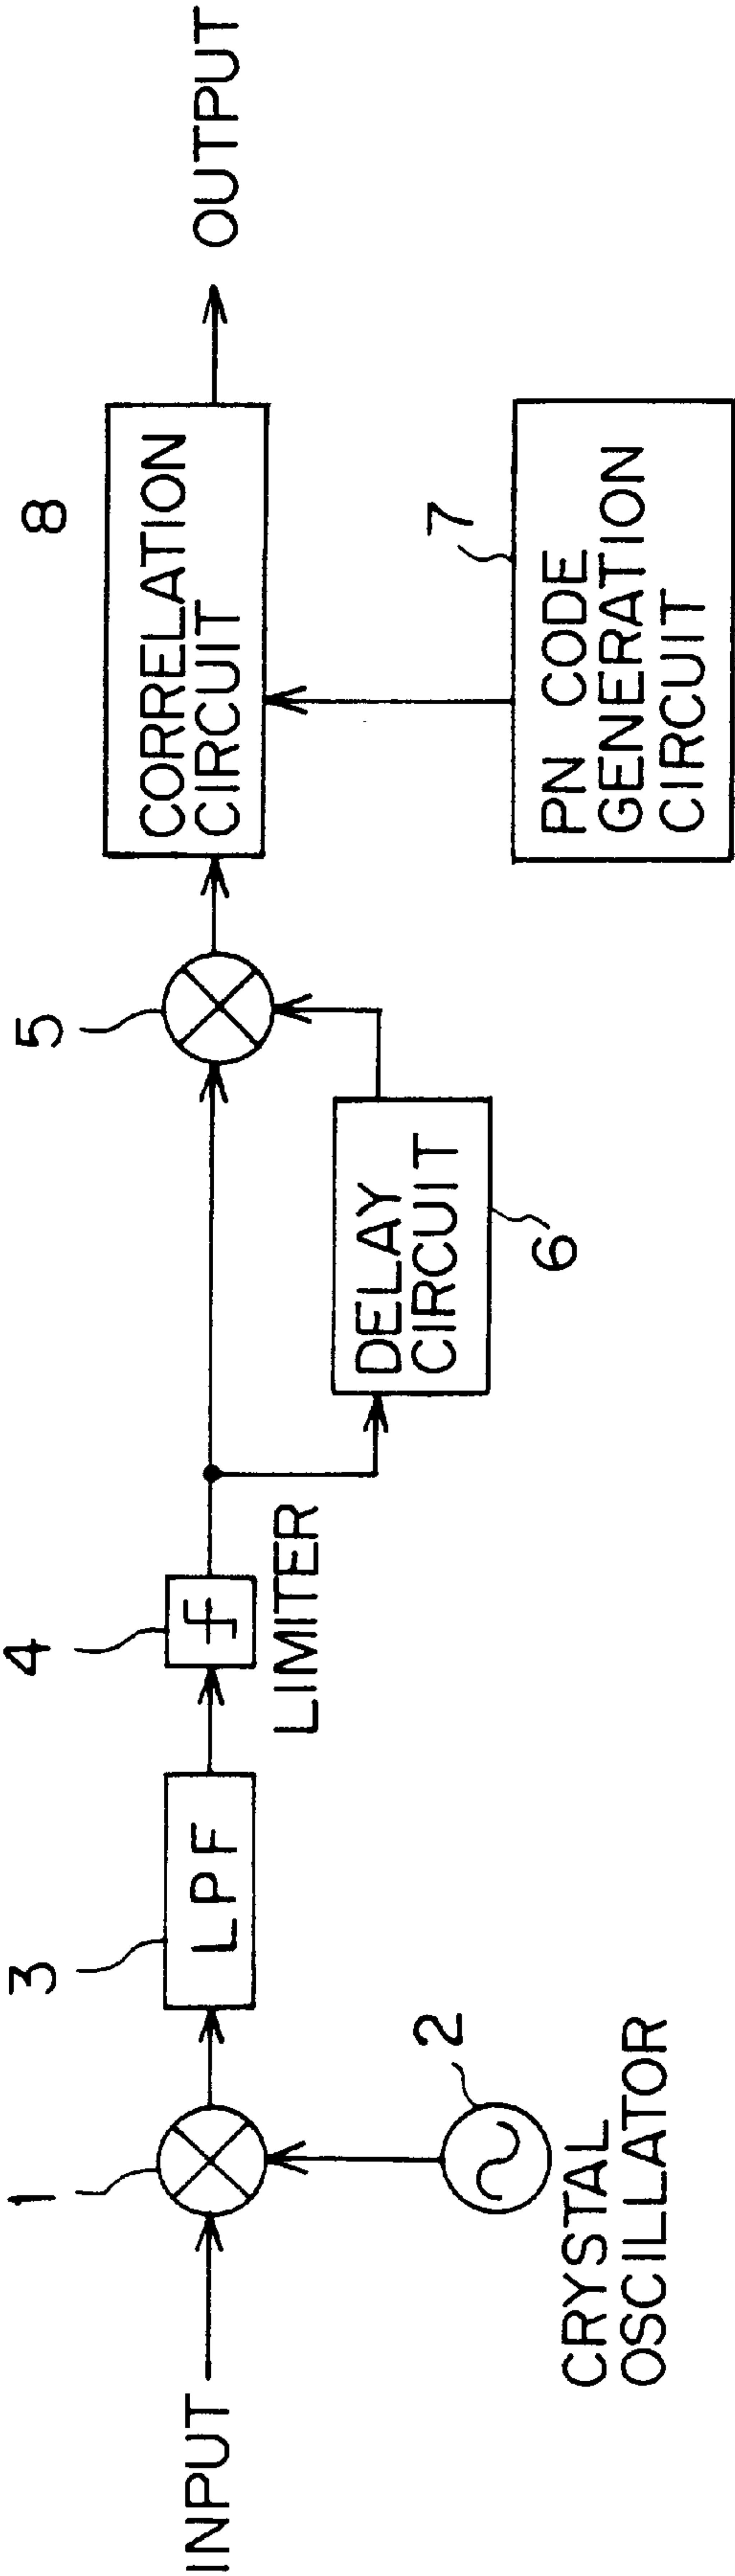 INPUT
1
2
CRYSTAL
OSCILLATOR
3
LPF
4
LIMITER
DELAY
CIRCUIT
6
5
CORRELATION
CIRCUIT
8
PN CODE
GENERATION
CIRCUIT
7
OUTPUT